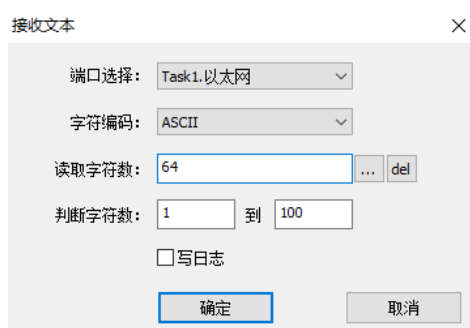 接收文本
端口选择： Task1.以太网
字符编码： ASCII
读取字符数： 64 ... del
判断字符数： 1 到 100
写日志
确定 取消